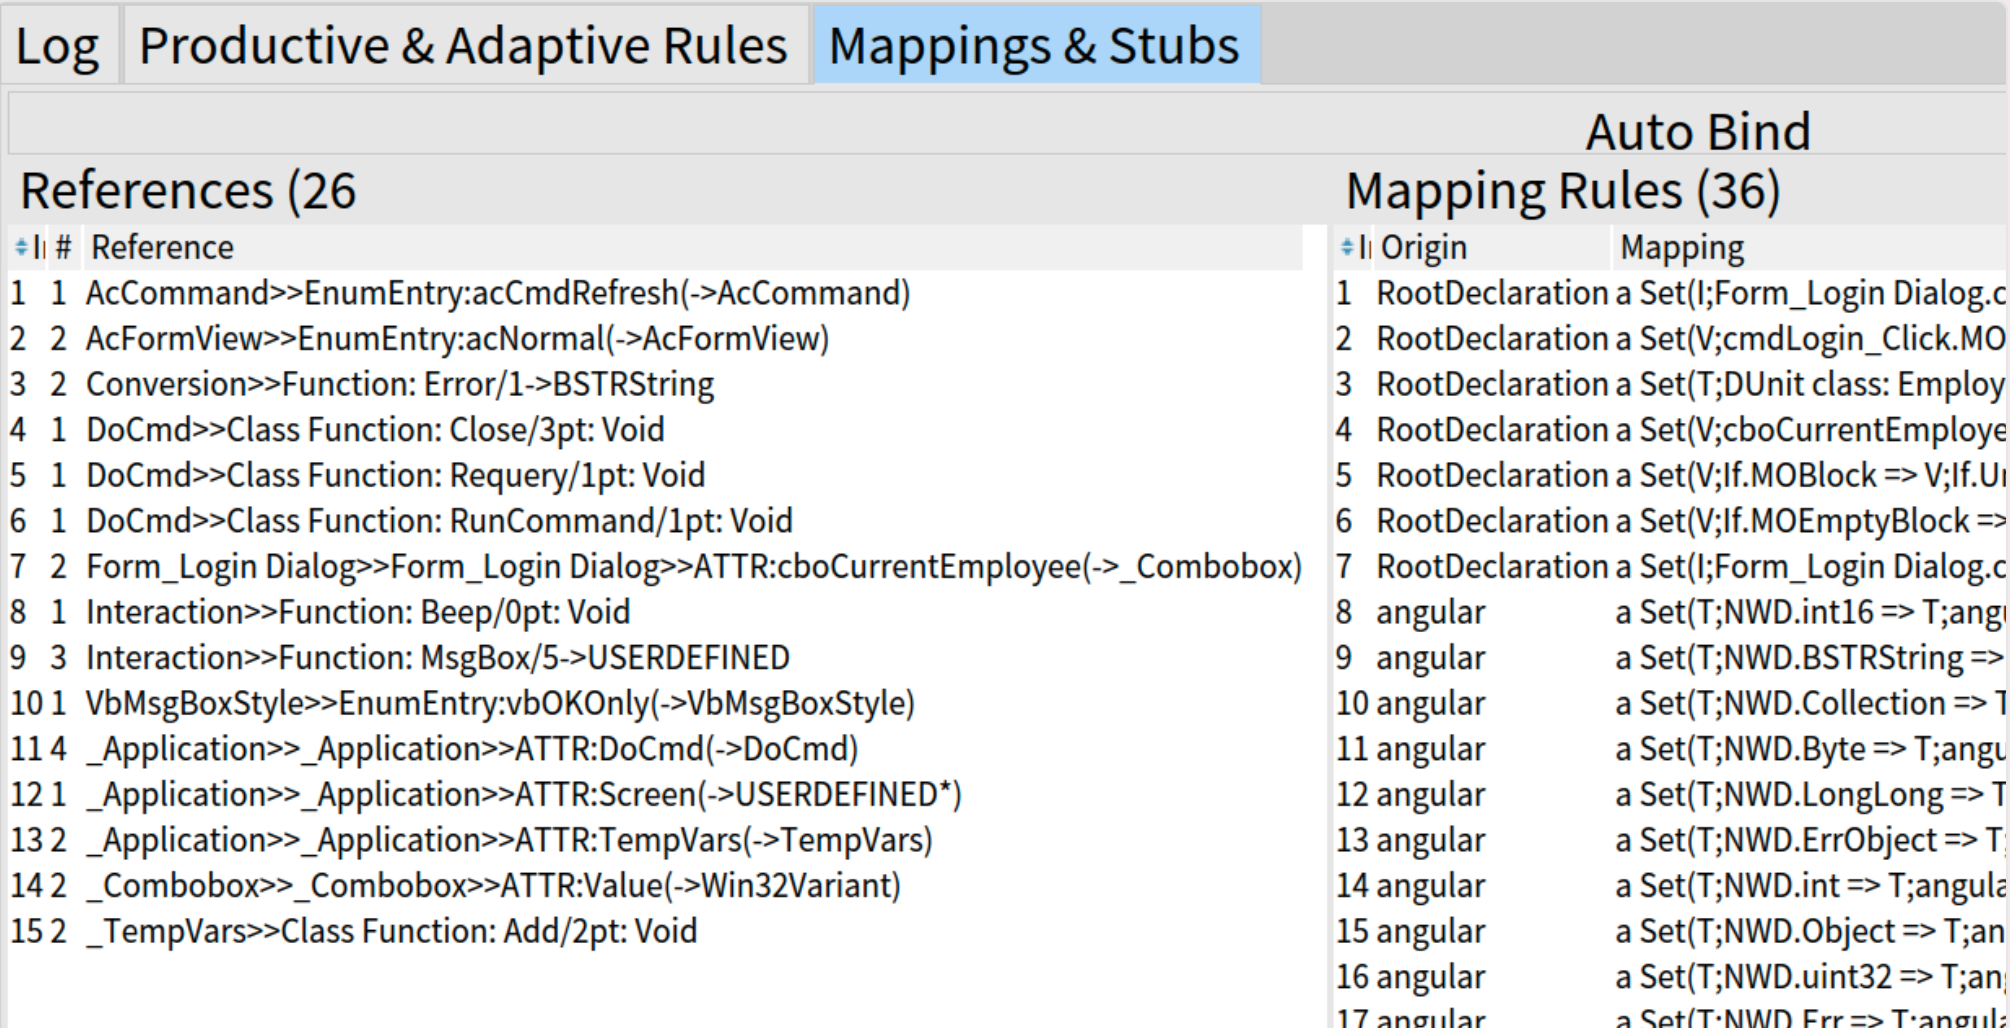 Log Productive & Adaptive Rules Mappings & Stubs
Auto Bind
References (26
# Reference
1 1 AcCommand>>EnumEntry:acCmdRefresh(->AcCommand)
2 2 AcFormView>>EnumEntry:acNormal(->AcFormView)
3 2 Conversion>>Function: Error/1->BSTRString
4 1 DoCmd>>Class Function: Close/3pt: Void
5 1 DoCmd>>Class Function: Requery/1pt: Void
6 1 DoCmd>>Class Function: RunCommand/1pt: Void
7 2 Form_Login Dialog>>Form_Login Dialog>>ATTR:cboCurrentEmployee(->_Combobox)
8 1 Interaction>>Function: Beep/0pt: Void
9 3 Interaction>>Function: MsgBox/5->USERDEFINED
10 1 VbMsgBoxStyle>>EnumEntry:vbOKOnly(->VbMsgBoxStyle)
11 4 _Application>>_Application>>ATTR:DoCmd(->DoCmd)
12 1 _Application>>_Application>>ATTR:Screen(->USERDEFINED*)
13 2 _Application>>_Application>>ATTR:TempVars(->TempVars)
14 2 _Combobox>>_Combobox>>ATTR:Value(->Win32Variant)
15 2 _TempVars>>Class Function: Add/2pt: Void
Mapping Rules (36)
Origin Mapping
1 RootDeclaration a Set(I;Form_Login Dialog.c
2 RootDeclaration a Set(V;cmdLogin_Click.MO
3 RootDeclaration a Set(T;DUnit class: Employ
4 RootDeclaration a Set(V;cboCurrentEmploye
5 RootDeclaration a Set(V;If.MOBlock => V;If.U
6 RootDeclaration a Set(V;If.MOEmptyBlock =>
7 RootDeclaration a Set(I;Form_Login Dialog.c
8 angular a Set(T;NWD.int16 => T;ang
9 angular a Set(T;NWD.BSTRString =>
10 angular a Set(T;NWD.Collection => T
11 angular a Set(T;NWD.Byte => T;angu
12 angular a Set(T;NWD.LongLong => T
13 angular a Set(T;NWD.ErrObject => T;
14 angular a Set(T;NWD.int => T;angula
15 angular a Set(T;NWD.Object => T;an
16 angular a Set(T;NWD.uint32 => T;an
17 angular a Set(T;NWD.Err => T;angula